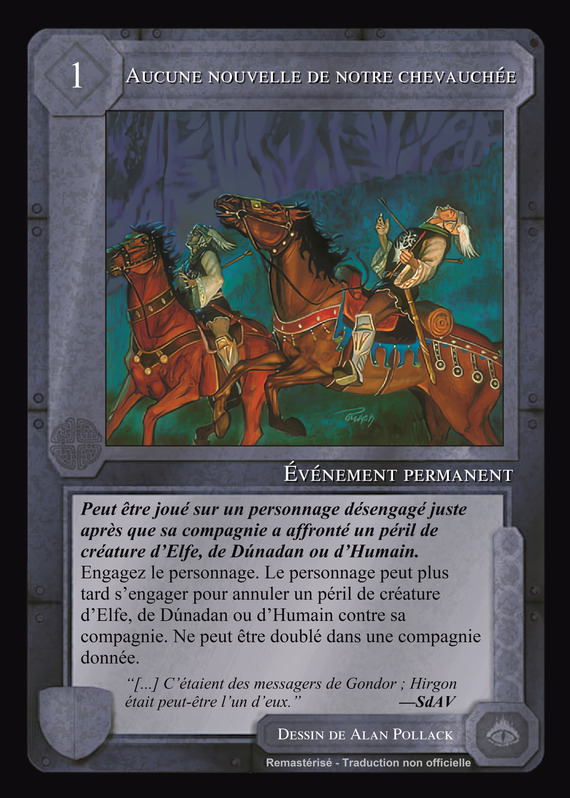 1
AUCUNE NOUVELLE DE NOTRE CHEVAUCHÉE
Pollack
ÉVÉNEMENT PERMANENT
Peut être joué sur un personnage désengagé juste
après que sa compagnie a affronté un péril de
créature d’Elfe, de Dúnadan ou d’Humain.
Engagez le personnage. Le personnage peut plus
tard s’engager pour annuler un péril de créature
d’Elfe, de Dúnadan ou d’Humain contre sa
compagnie. Ne peut être doublé dans une compagnie
donnée.
“[...] C’étaient des messagers de Gondor ; Hirgon
était peut-être l’un d’eux.” —SdAV
DESSIN DE ALAN POLLACK
Remastérisé - Traduction non officielle